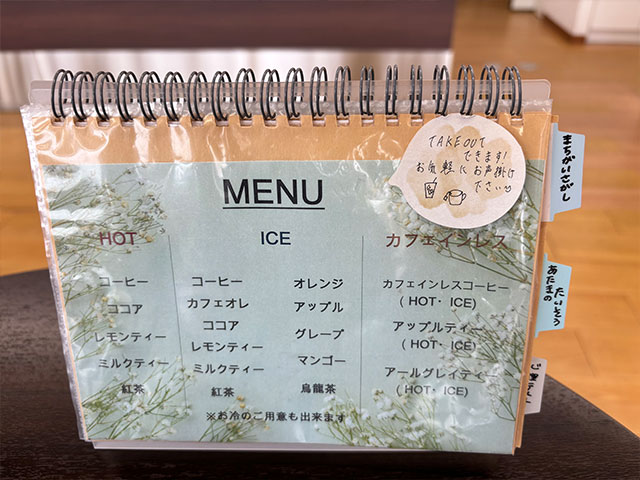 TAKEOUT
できます!
お気軽にお声掛け
下さい
MENU
HOT
コーヒー
ココア
レモンティー
ミルクティー
紅茶
ICE
コーヒー
カフェオレ
ココア
レモンティー
ミルクティー
紅茶
オレンジ
アップル
グレープ
マンゴー
烏龍茶
カフェインレス
カフェインレスコーヒー
(HOT・ICE)
アップルティー
(HOT・ICE)
アールグレイティー
(HOT・ICE)
※お冷のご用意も出来ます
まちがいさがし
あたまの
たいそう